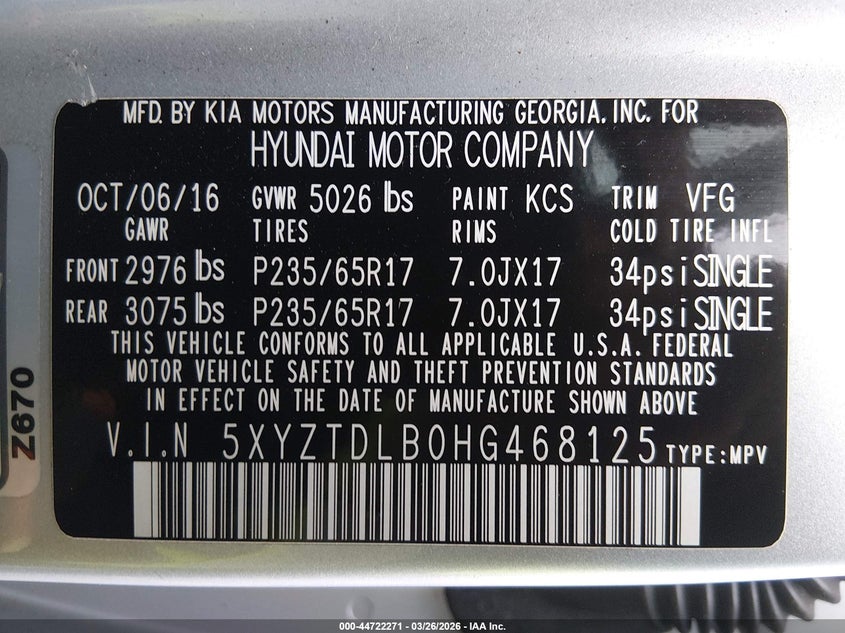 MFD. BY KIA MOTORS MANUFACTURING GEORGIA, INC. FOR
HYUNDAI MOTOR COMPANY
OCT/06/16 GVWR 5026 lbs PAINT KCS TRIM VFG
GAWR TIRES RIMS COLD TIRE INFL
FRONT 2976 lbs P235/65R17 7.0JX17 34psi SINGLE
REAR 3075 lbs P235/65R17 7.0JX17 34psi SINGLE
THIS VEHICLE CONFORMS TO ALL APPLICABLE U.S.A. FEDERAL
MOTOR VEHICLE SAFETY AND THEFT PREVENTION STANDARDS
IN EFFECT ON THE DATE OF MANUFACTURE SHOWN ABOVE
V.I.N 5XYZTDLB0HG468125 TYPE:MPV
Z670
000-44722271 | 03/26/2026 - IAA Inc.